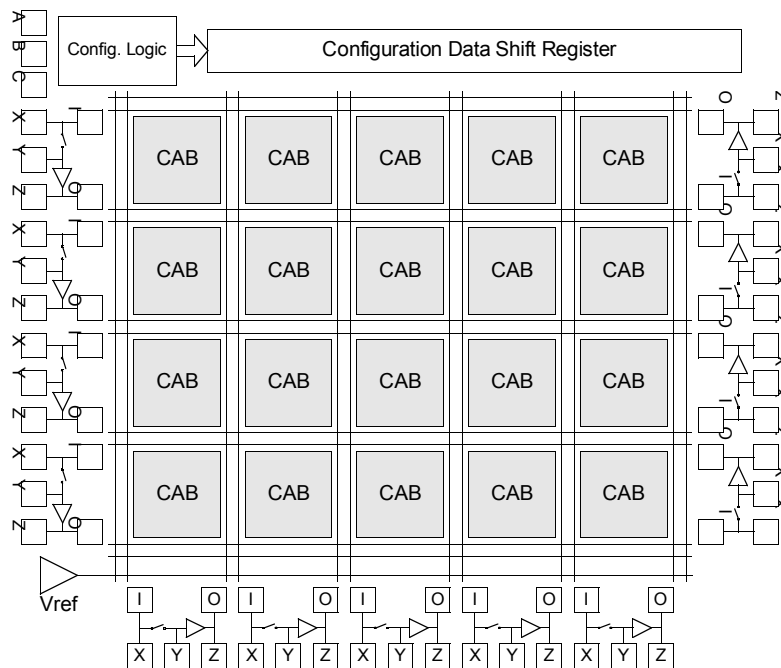 A
B
C
Config. Logic
Configuration Data Shift Register
X I
Y
Z O
CAB CAB CAB CAB CAB
O
I
X I
Y
Z O
CAB CAB CAB CAB CAB
O
I
X I
Y
Z O
CAB CAB CAB CAB CAB
O
I
X I
Y
Z O
CAB CAB CAB CAB CAB
O
I
Vref
I O I O I O I O I O
X Y Z X Y Z X Y Z X Y Z X Y Z